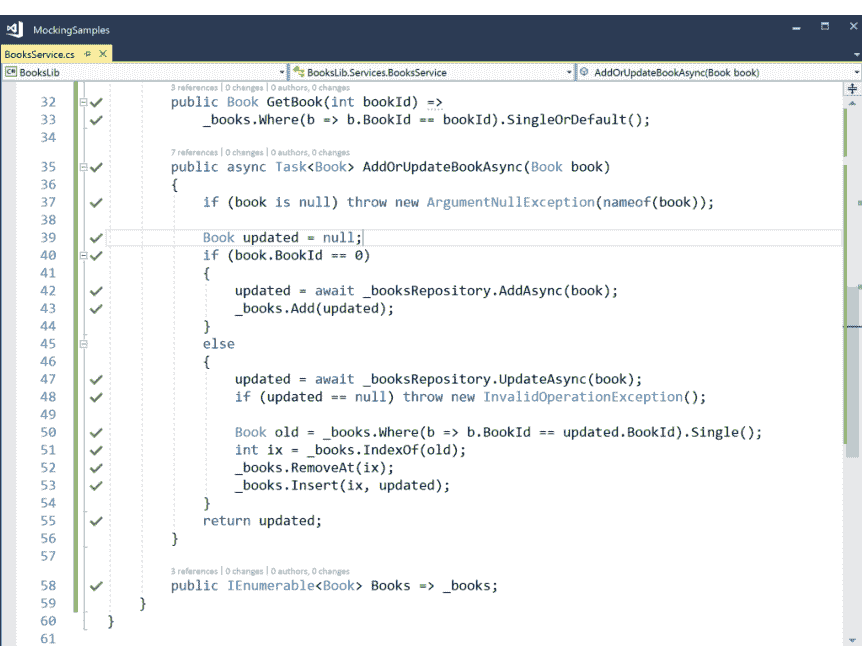 MockingSamples
BooksService.cs
BooksLib BooksLib.Services.BooksService AddOrUpdateBookAsync(Book book)
3 references | 0 changes | 0 authors, 0 changes
32 public Book GetBook(int bookId) =>
33 _books.Where(b => b.BookId == bookId).SingleOrDefault();
34
7 references | 0 changes | 0 authors, 0 changes
35 public async Task<Book> AddOrUpdateBookAsync(Book book)
36 {
37 if (book is null) throw new ArgumentNullException(nameof(book));
38
39 Book updated = null;
40 if (book.BookId == 0)
41 {
42 updated = await _booksRepository.AddAsync(book);
43 _books.Add(updated);
44 }
45 else
46 {
47 updated = await _booksRepository.UpdateAsync(book);
48 if (updated == null) throw new InvalidOperationException();
49
50 Book old = _books.Where(b => b.BookId == updated.BookId).Single();
51 int ix = _books.IndexOf(old);
52 _books.RemoveAt(ix);
53 _books.Insert(ix, updated);
54 }
55 return updated;
56 }
57
3 references | 0 changes | 0 authors, 0 changes
58 public IEnumerable<Book> Books => _books;
59 }
60 }
61